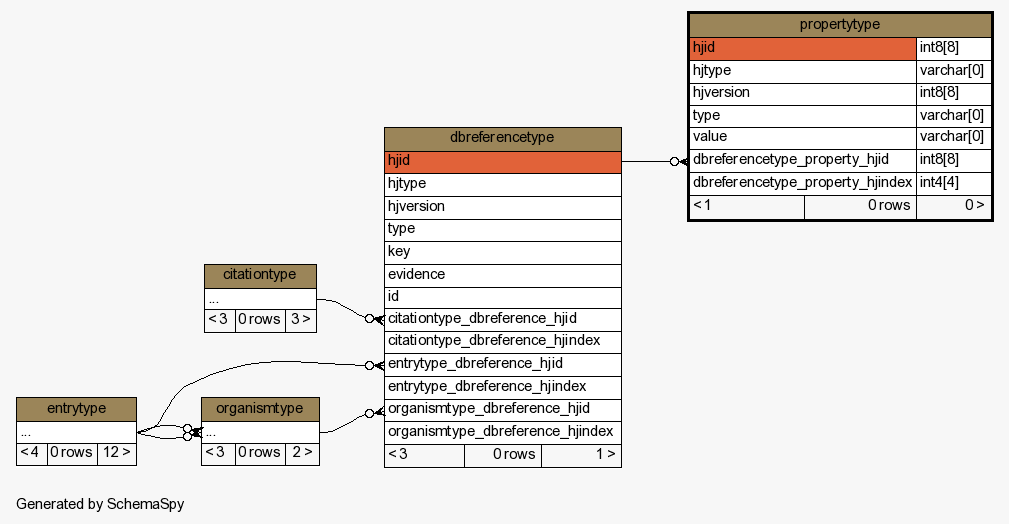 propertytype
hjid int8[8]
hjtype varchar[0]
hjversion int8[8]
type varchar[0]
value varchar[0]
dbreferencetype_property_hjid int8[8]
dbreferencetype_property_hjindex int4[4]
< 1 0 rows 0 >
dbreferencetype
hjid
hjtype
hjversion
type
key
evidence
id
citationtype_dbreference_hjid
citationtype_dbreference_hjindex
entrytype_dbreference_hjid
entrytype_dbreference_hjindex
organismtype_dbreference_hjid
organismtype_dbreference_hjindex
< 3 0 rows 1 >
citationtype
...
< 3 0 rows 3 >
entrytype
...
< 4 0 rows 12 >
organismtype
...
< 3 0 rows 2 >
Generated by SchemaSpy